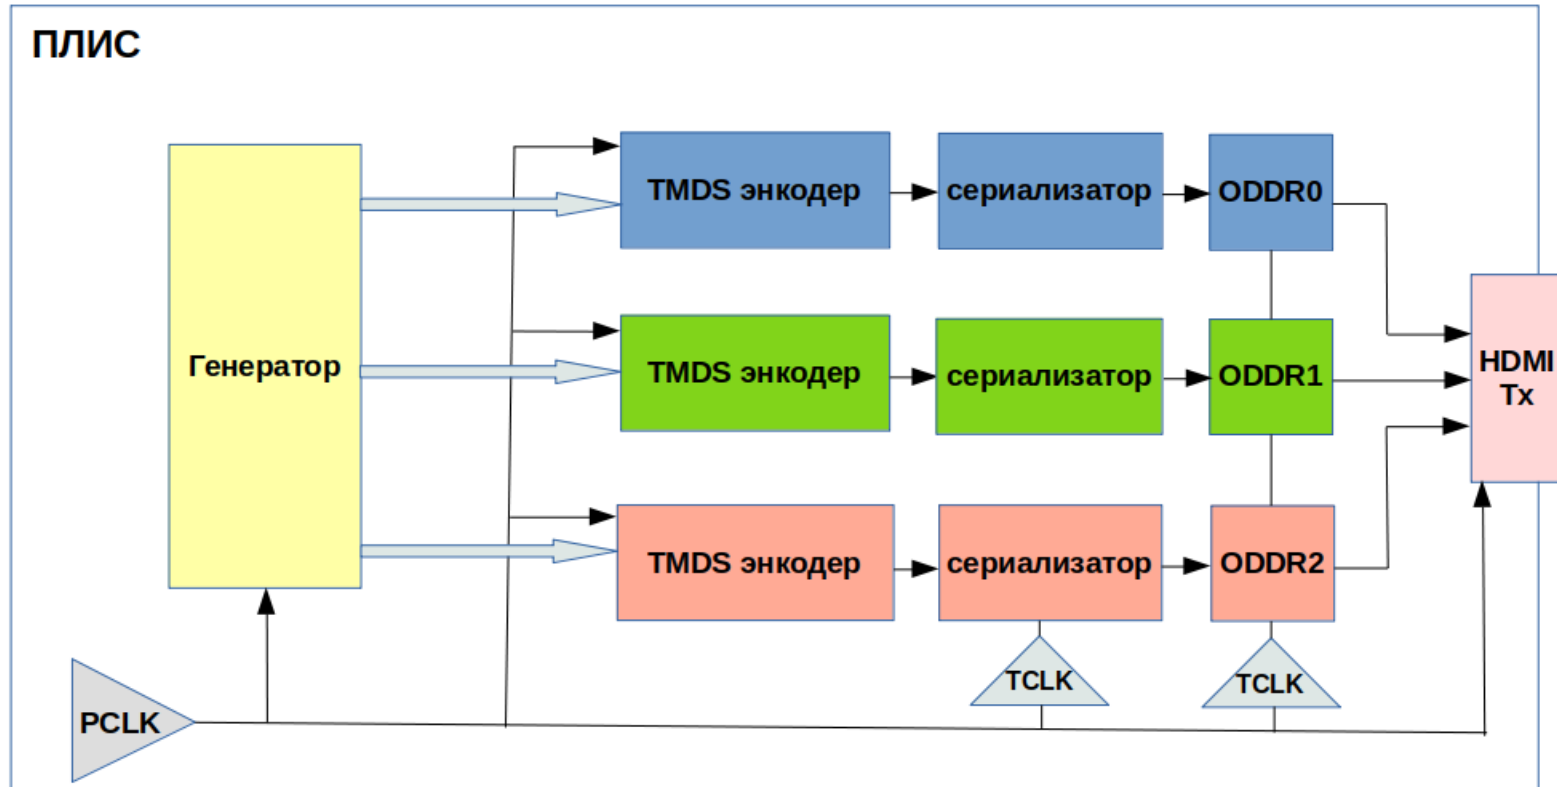 ПЛИС
Генератор
TMDS энкодер
сериализатор
ODDR0
TMDS энкодер
сериализатор
ODDR1
HDMI
Tx
TMDS энкодер
сериализатор
ODDR2
TCLK
TCLK
PCLK